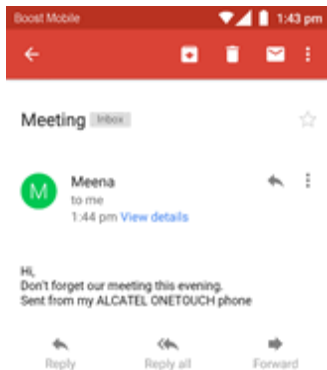 Boost Mobile 1:43 pm
Meeting Inbox
M
Meena
to me
1:44 pm View details
Hi,
Don't forget our meeting this evening.
Sent from my ALCATEL ONETOUCH phone
Reply Reply all Forward